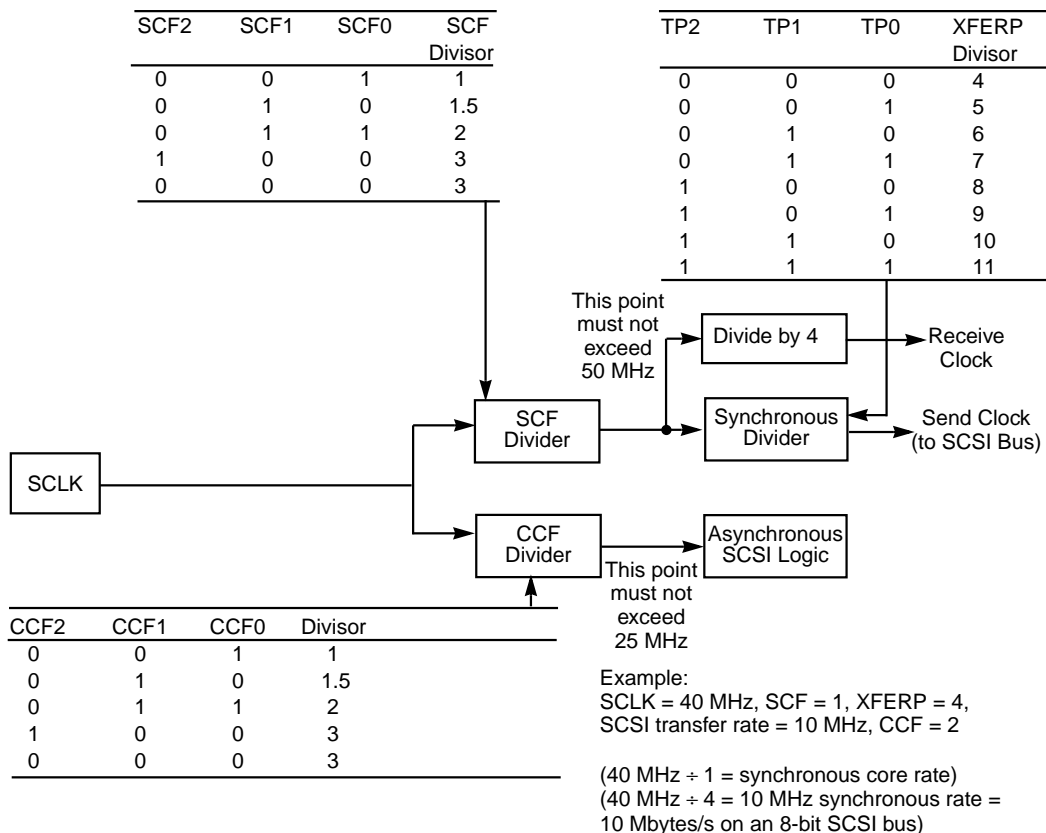 SCF2 SCF1 SCF0 SCF Divisor
0 0 1 1
0 1 0 1.5
0 1 1 2
1 0 0 3
0 0 0 3
TP2 TP1 TP0 XFERP Divisor
0 0 0 4
0 0 1 5
0 1 0 6
0 1 1 7
1 0 0 8
1 0 1 9
1 1 0 10
1 1 1 11
This point
must not
exceed
50 MHz
Divide by 4
Receive
Clock
SCF
Divider
Synchronous
Divider
Send Clock
(to SCSI Bus)
SCLK
CCF
Divider
Asynchronous
SCSI Logic
This point
must not
exceed
25 MHz
CCF2 CCF1 CCF0 Divisor
0 0 1 1
0 1 0 1.5
0 1 1 2
1 0 0 3
0 0 0 3
Example:
SCLK = 40 MHz, SCF = 1, XFERP = 4,
SCSI transfer rate = 10 MHz, CCF = 2
(40 MHz ÷ 1 = synchronous core rate)
(40 MHz ÷ 4 = 10 MHz synchronous rate =
10 Mbytes/s on an 8-bit SCSI bus)